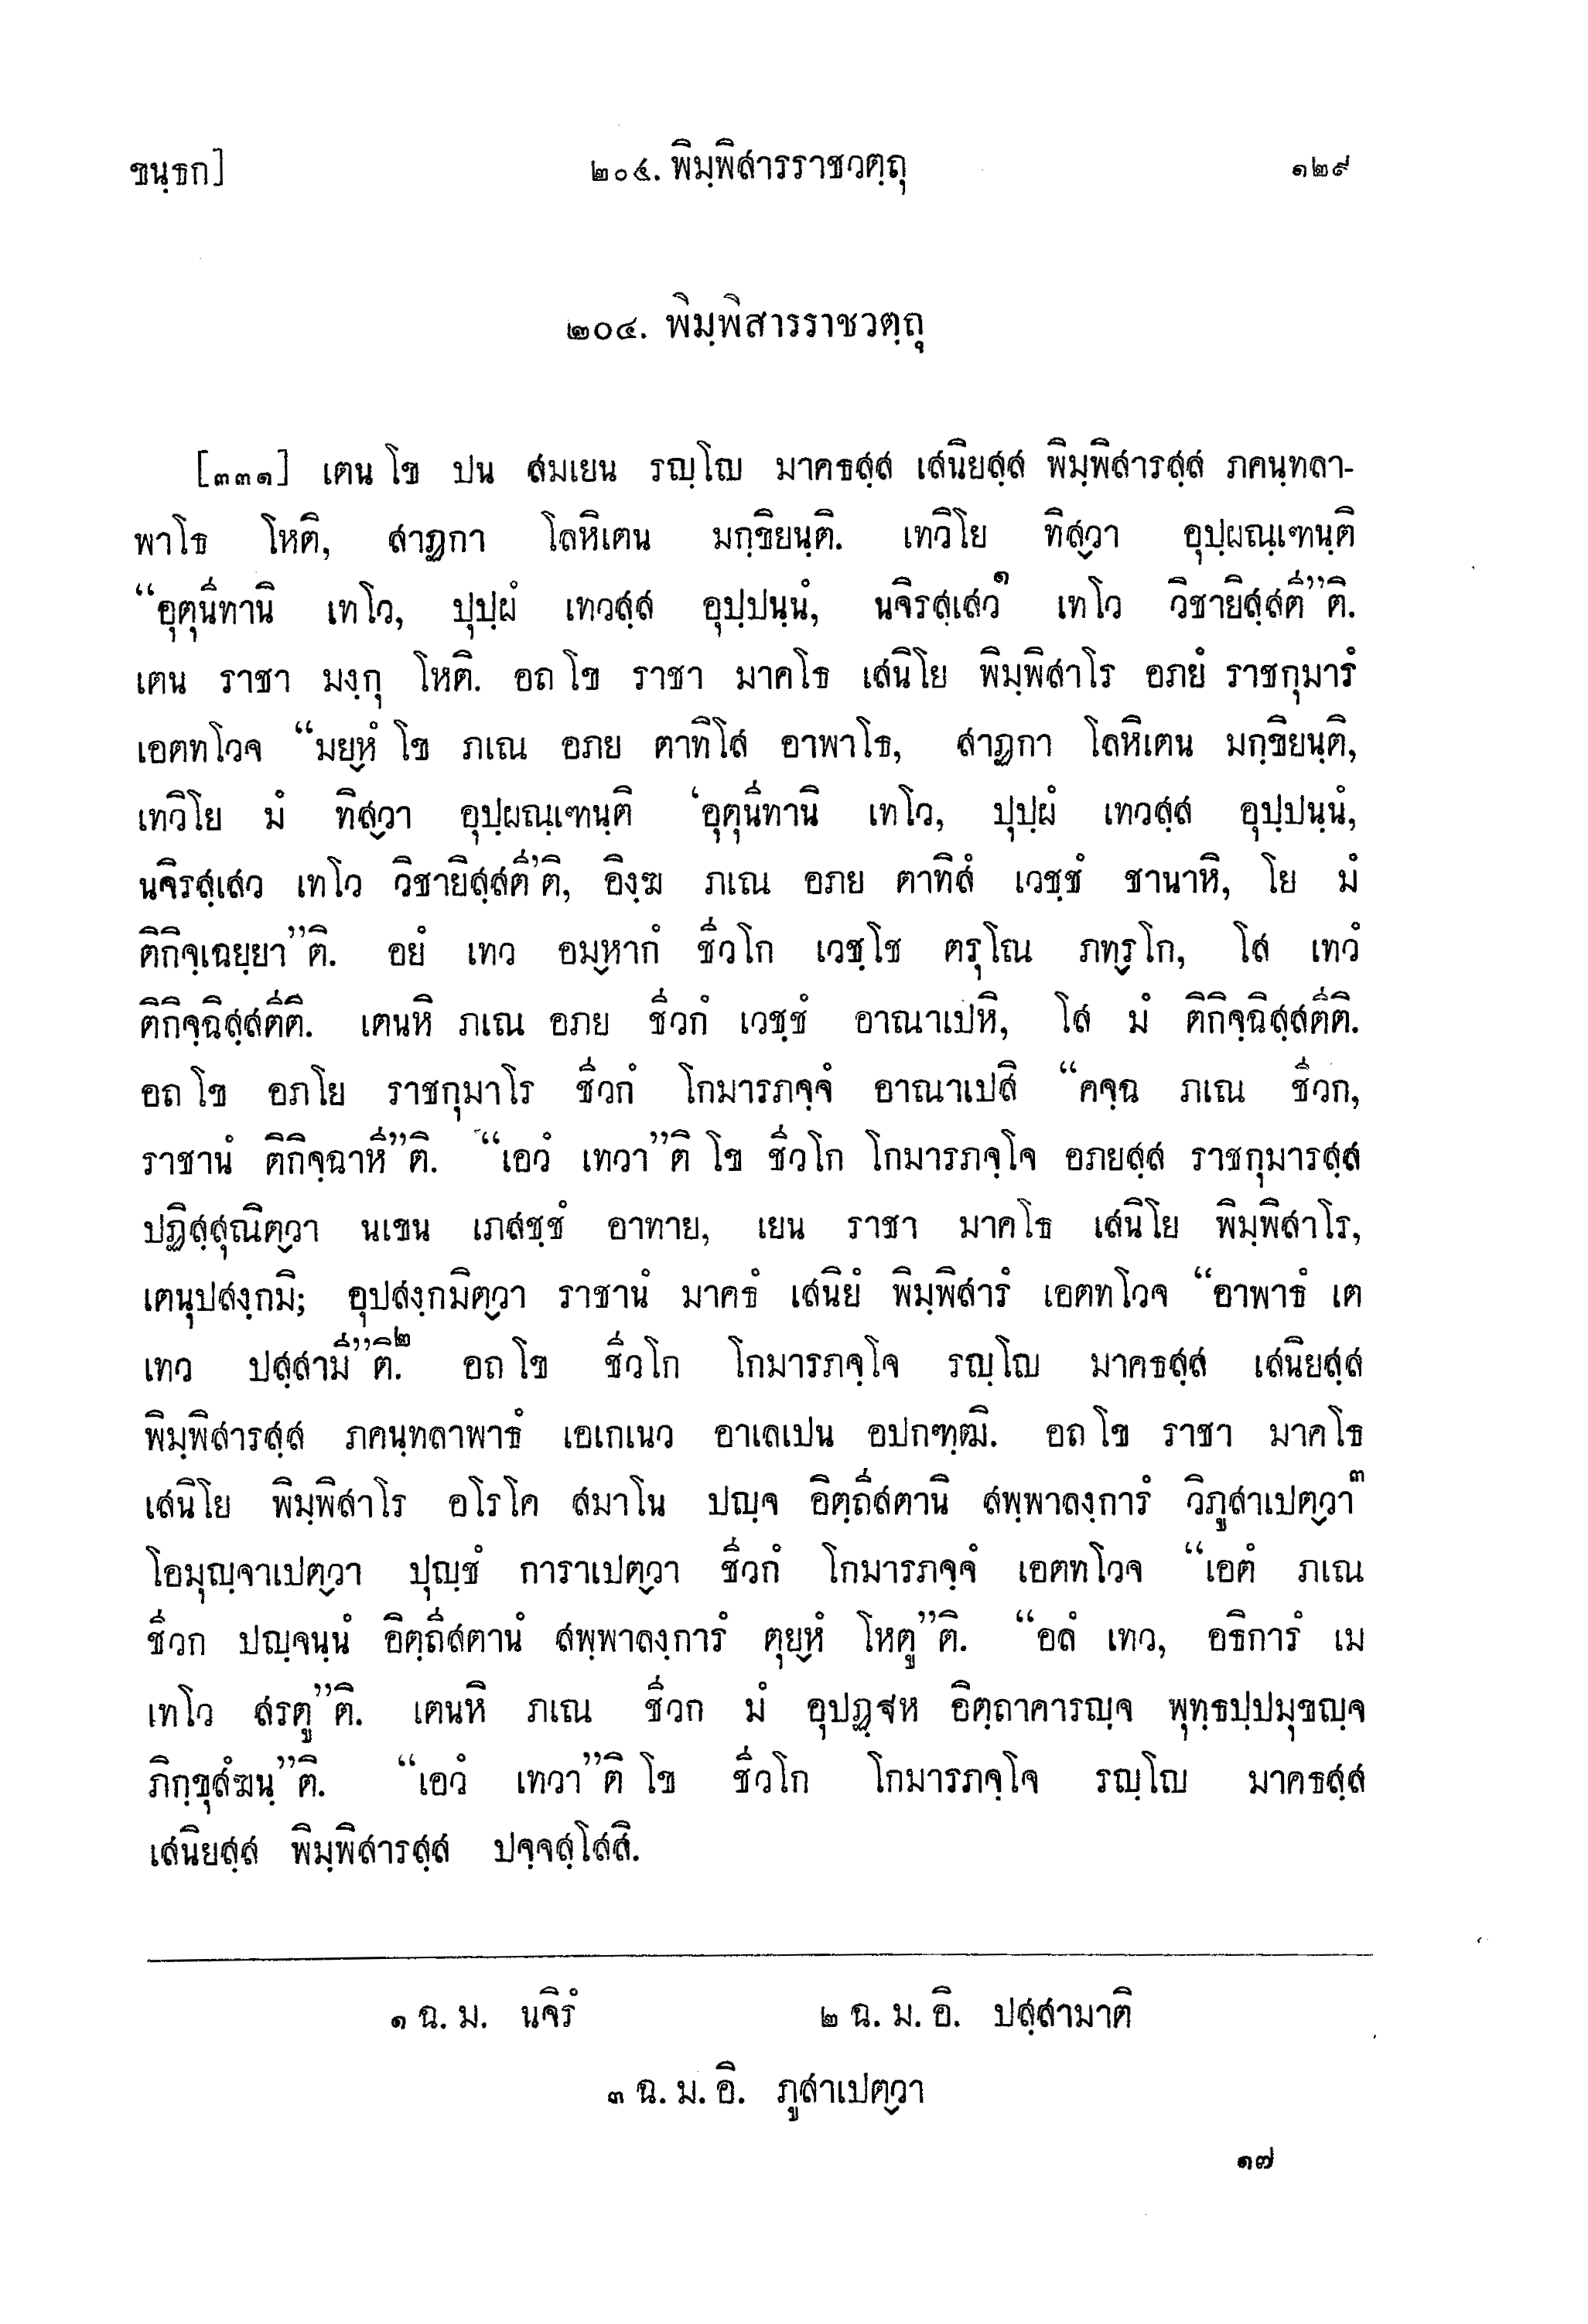 ขนฺธก]
๒๐๔. พิมฺพิสารราชวตฺถุ
๑๒๙
๒๐๔. พิมฺพิสารราชวตฺถุ
[๓๓๑] เตน โข ปน สมเยน รญฺโญ มาคธสฺส เสนิยสฺส พิมฺพิสารสฺส ภคนฺทลา-
พาโธ โหติ, สาฏกา โลหิเตน มกฺขิยนฺติ. เทวิโย ทิสฺวา อุปฺผณฺเฑนฺติ
“อุตุนีทานิ เทโว, ปุปฺผํ เทวสฺส อุปฺปนฺนํ, นจิรสฺเสว๑ เทโว วิชายิสฺสตี”ติ.
เตน ราชา มงฺกุ โหติ. อถ โข ราชา มาคโธ เสนิโย พิมฺพิสาโร อภยํ ราชกุมารํ
เอตทโวจ “มยฺหํ โข ภเณ อภย ตาทิโส อาพาโธ, สาฏกา โลหิเตน มกฺขิยนฺติ,
เทวิโย มํ ทิสฺวา อุปฺผณฺเฑนฺติ ‘อุตุนีทานิ เทโว, ปุปฺผํ เทวสฺส อุปฺปนฺนํ,
นจิรสฺเสว เทโว วิชายิสฺสตี’ติ, อิงฺฆ ภเณ อภย ตาทิสํ เวชฺชํ ชานาหิ, โย มํ
ติกิจฺเฉยฺยา”ติ. อยํ เทว อมฺหากํ ชีวโก เวชฺโช ตรุโณ ภทฺรโก, โส เทวํ
ติกิจฺฉิสฺสตีติ. เตนหิ ภเณ อภย ชีวกํ เวชฺชํ อาณาเปหิ, โส มํ ติกิจฺฉิสฺสตีติ.
อถ โข อภโย ราชกุมาโร ชีวกํ โกมารภจฺจํ อาณาเปสิ “คจฺฉ ภเณ ชีวก,
ราชานํ ติกิจฺฉาหี”ติ. “เอวํ เทวา”ติ โข ชีวโก โกมารภจฺโจ อภยสฺส ราชกุมารสฺส
ปฏิสฺสุณิตฺวา นเขน เภสชฺชํ อาทาย, เยน ราชา มาคโธ เสนิโย พิมฺพิสาโร,
เตนุปสงฺกมิ; อุปสงฺกมิตฺวา ราชานํ มาคธํ เสนิยํ พิมฺพิสารํ เอตทโวจ “อาพาธํ เต
เทว ปสฺสามี”ติ.๒ อถ โข ชีวโก โกมารภจฺโจ รญฺโญ มาคธสฺส เสนิยสฺส
พิมฺพิสารสฺส ภคนฺทลาพาธํ เอเกเนว อาเลเปน อปกฑฺฒิ. อถ โข ราชา มาคโธ
เสนิโย พิมฺพิสาโร อโรโค สมาโน ปญฺจ อิตฺถีสตานิ สพฺพาลงฺการํ วิภูสาเปตฺวา๓
โอมุญฺจาเปตฺวา ปุญฺชํ การาเปตฺวา ชีวกํ โกมารภจฺจํ เอตทโวจ “เอตํ ภเณ
ชีวก ปญฺจนฺนํ อิตฺถีสตานํ สพฺพาลงฺการํ ตุยฺหํ โหตู”ติ. “อลํ เทว, อธิการํ เม
เทโว สรตู”ติ. เตนหิ ภเณ ชีวก มํ อุปฏฺฐห อิตฺถาคารญฺจ พุทฺธปฺปมุขญฺจ
ภิกฺขุสํฆนฺ”ติ. “เอวํ เทวา”ติ โข ชีวโก โกมารภจฺโจ รญฺโญ มาคธสฺส
เสนิยสฺส พิมฺพิสารสฺส ปจฺจสฺโสสิ.
๑ ฉ. ม. นจิรํ
๒ ฉ. ม. อิ. ปสฺสามาติ
๓ ฉ. ม. อิ. ภูสาเปตฺวา
๑๗